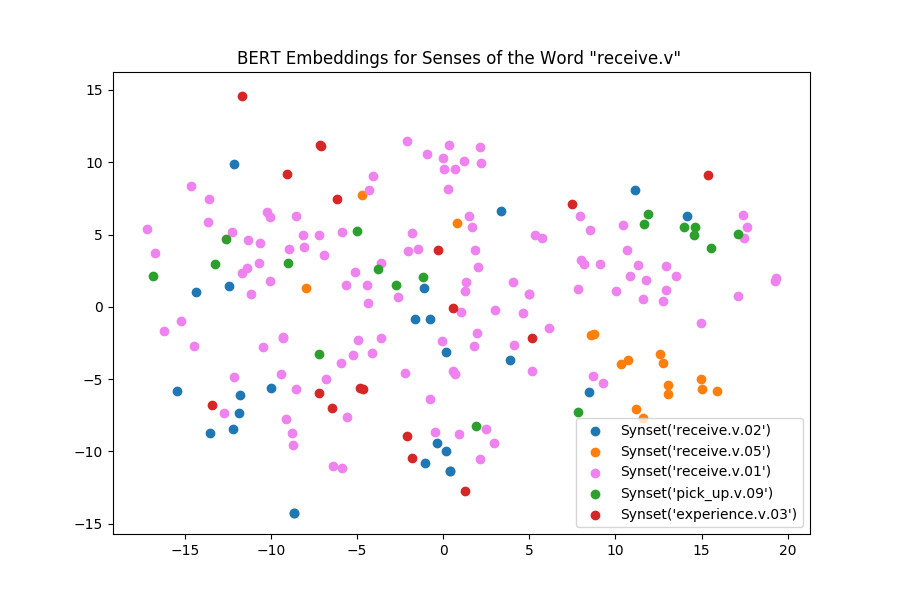 BERT Embeddings for Senses of the Word "receive.v"
15
10
5
0
−5
−10
−15
Synset('receive.v.02')
Synset('receive.v.05')
Synset('receive.v.01')
Synset('pick_up.v.09')
Synset('experience.v.03')
−15 −10 −5 0 5 10 15 20